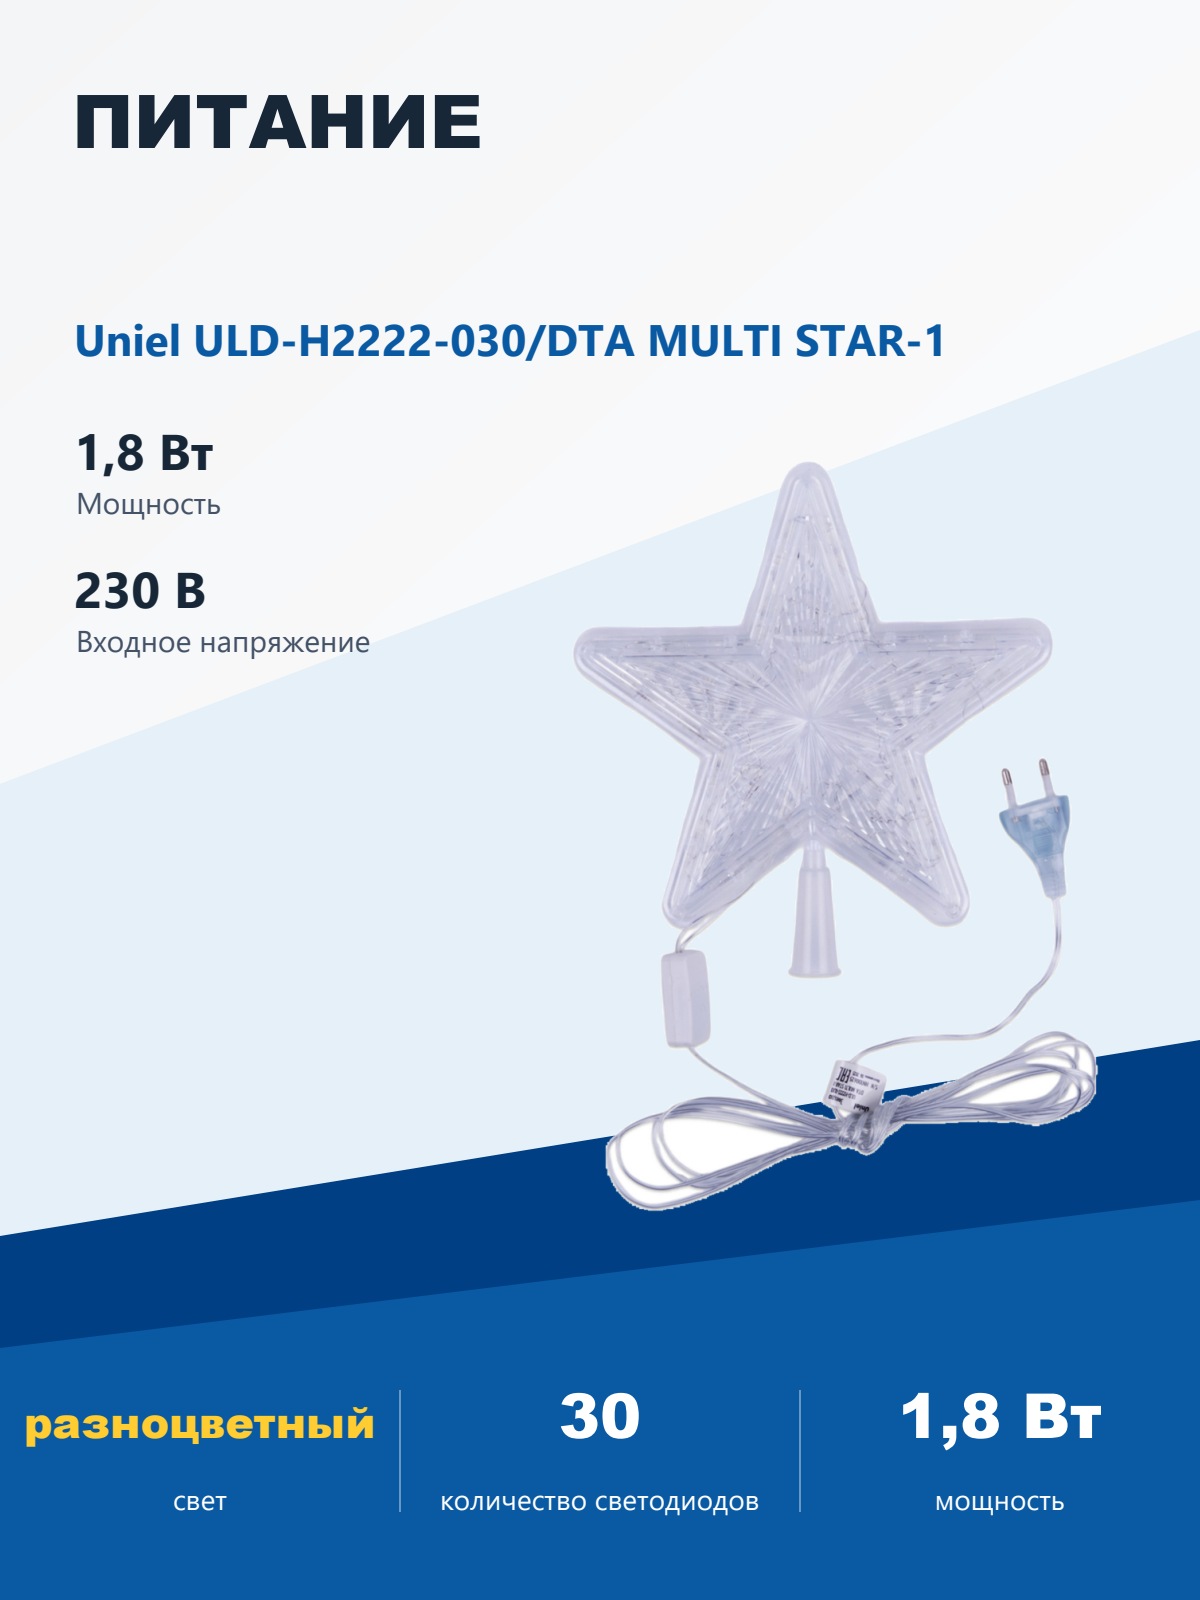 ПИТАНИЕ
Uniel ULD-H2222-030/DTA MULTI STAR-1
1,8 Вт
Мощность
230 В
Входное напряжение
разноцветный
свет
30
количество светодиодов
1,8 Вт
мощность